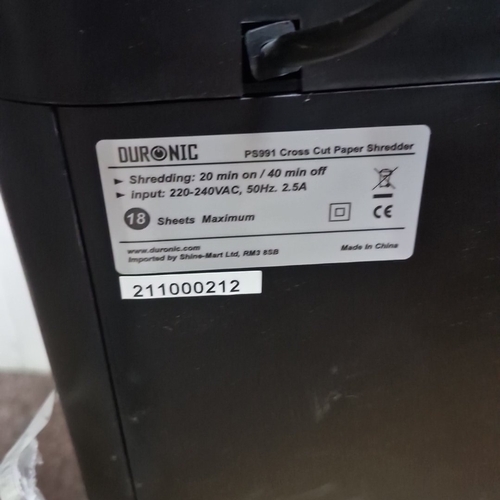 DURONIC
PS991 Cross Cut Paper Shredder
► Shredding: 20 min on / 40 min off
► input: 220-240VAC, 50Hz. 2.5A
18 Sheets Maximum
CE
www.duronic.com
Imported by Shine-Mart Ltd, RM3 8SB
Made In China
211000212